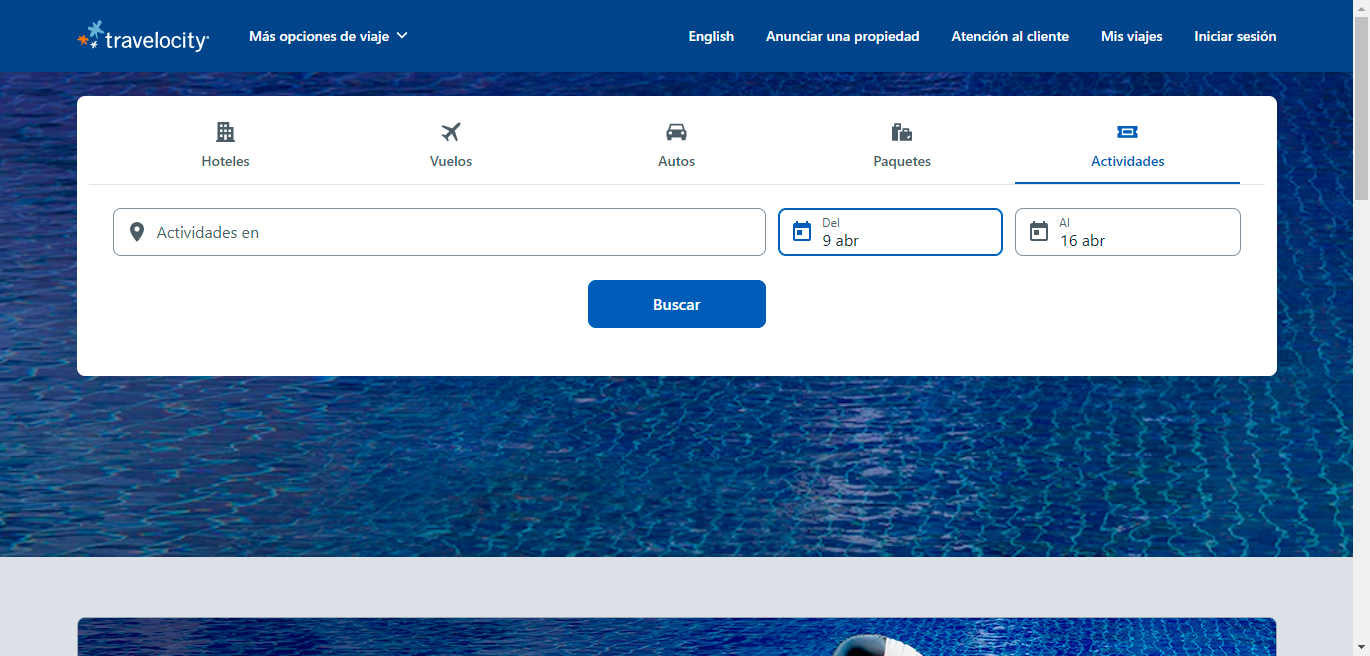 travelocity
Más opciones de viaje
English
Anunciar una propiedad
Atención al cliente
Mis viajes
Iniciar sesión
Hoteles
Vuelos
Autos
Paquetes
Actividades
Actividades en
Del
9 abr
Al
16 abr
Buscar